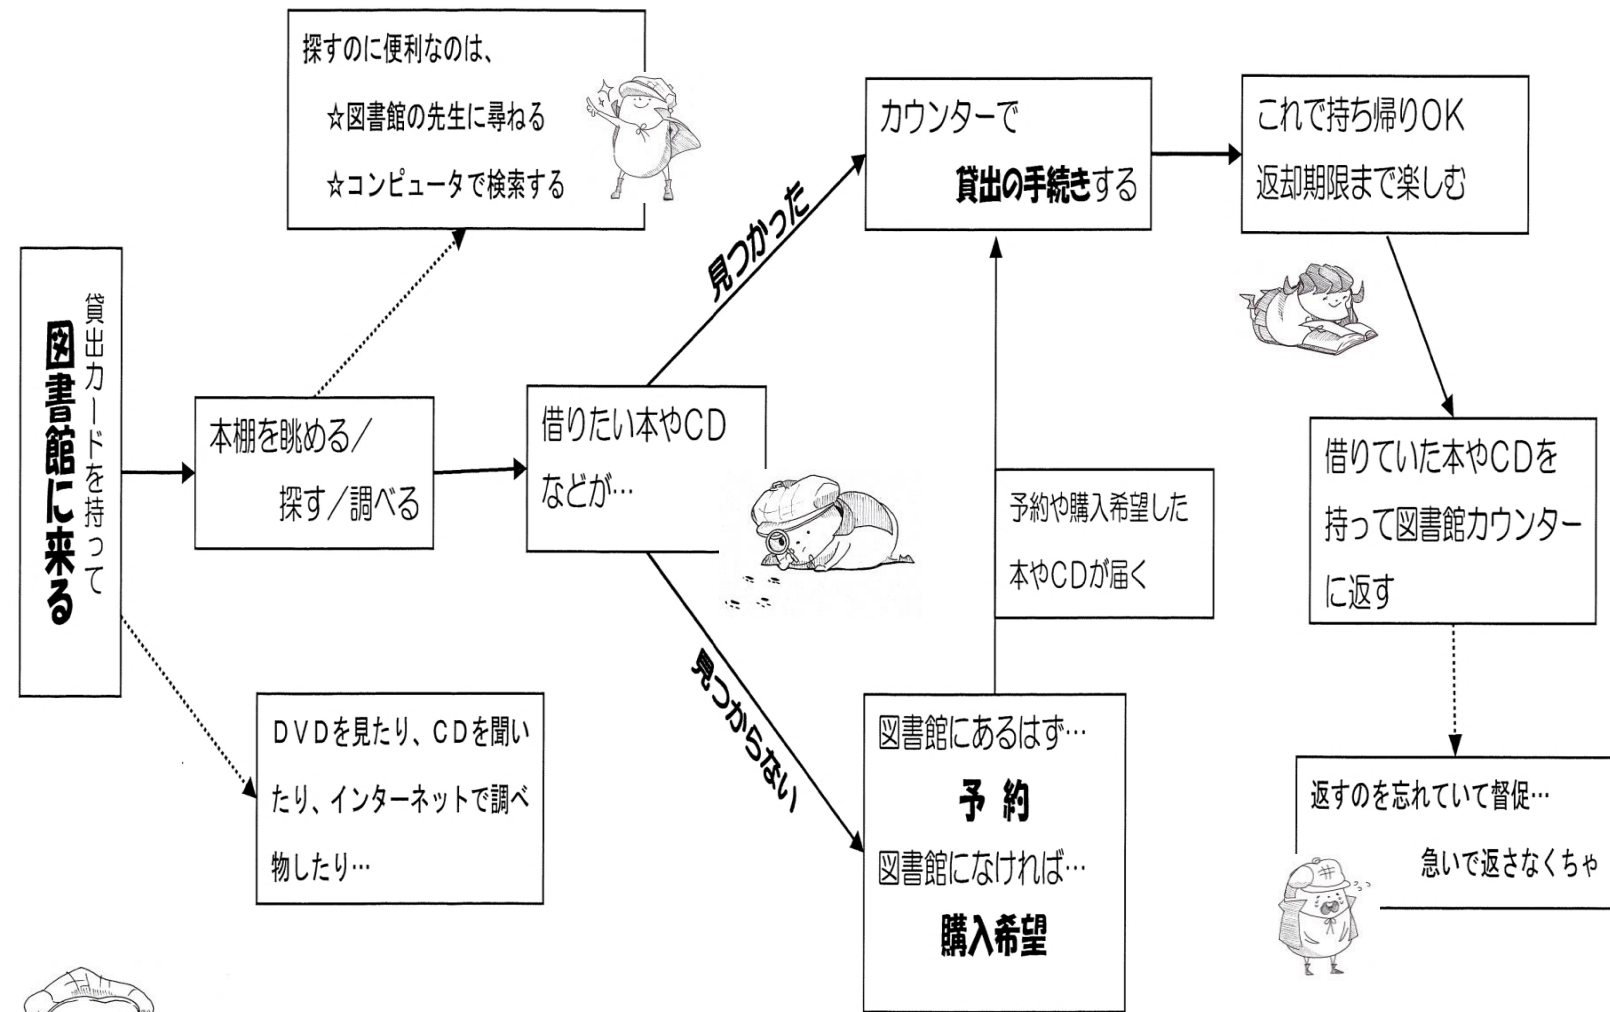 貸出カードを持って
図書館に来る
本棚を眺める/
探す/調べる
探すのに便利なのは、
☆図書館の先生に尋ねる
☆コンピュータで検索する
DVDを見たり、CDを聞い
たり、インターネットで調べ
物したり…
借りたい本やCD
などが…
見つかった
カウンターで
貸出の手続きする
これで持ち帰りOK
返却期限まで楽しむ
見つからない
図書館にあるはず…
予約
図書館になければ…
購入希望
予約や購入希望した
本やCDが届く
借りていた本やCDを
持って図書館カウンター
に返す
返すのを忘れていて督促…
急いで返さなくちゃ